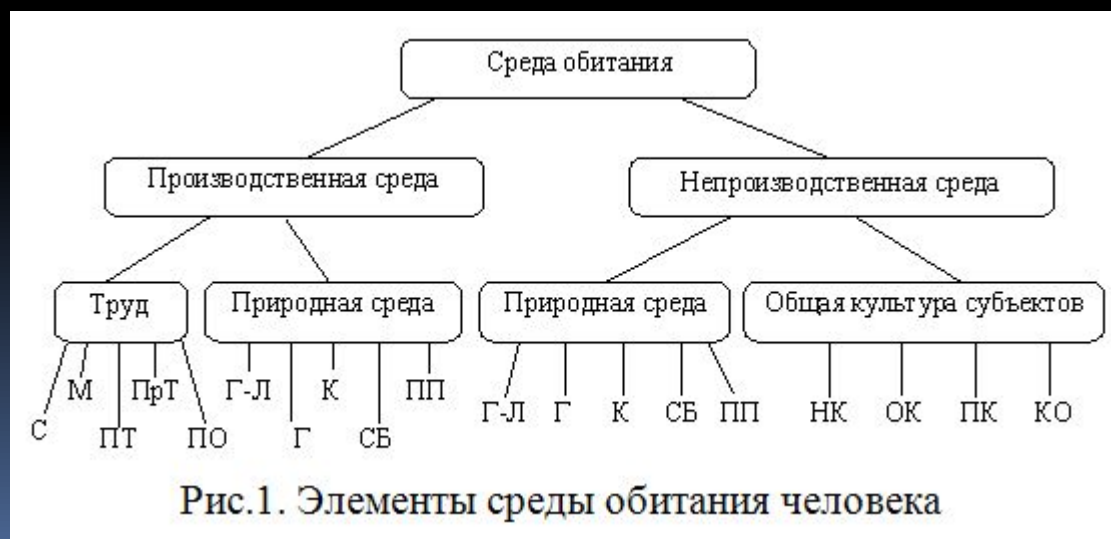 Среда обитания
Производственная среда
Непроизводственная среда
Труд
Природная среда
Природная среда
Общая культура субъектов
С
М
ПТ
ПрТ
ПО
Г-Л
Г
К
СБ
ПП
Г-Л
Г
К
СБ
ПП
НК
ОК
ПК
КО
Рис.1. Элементы среды обитания человека